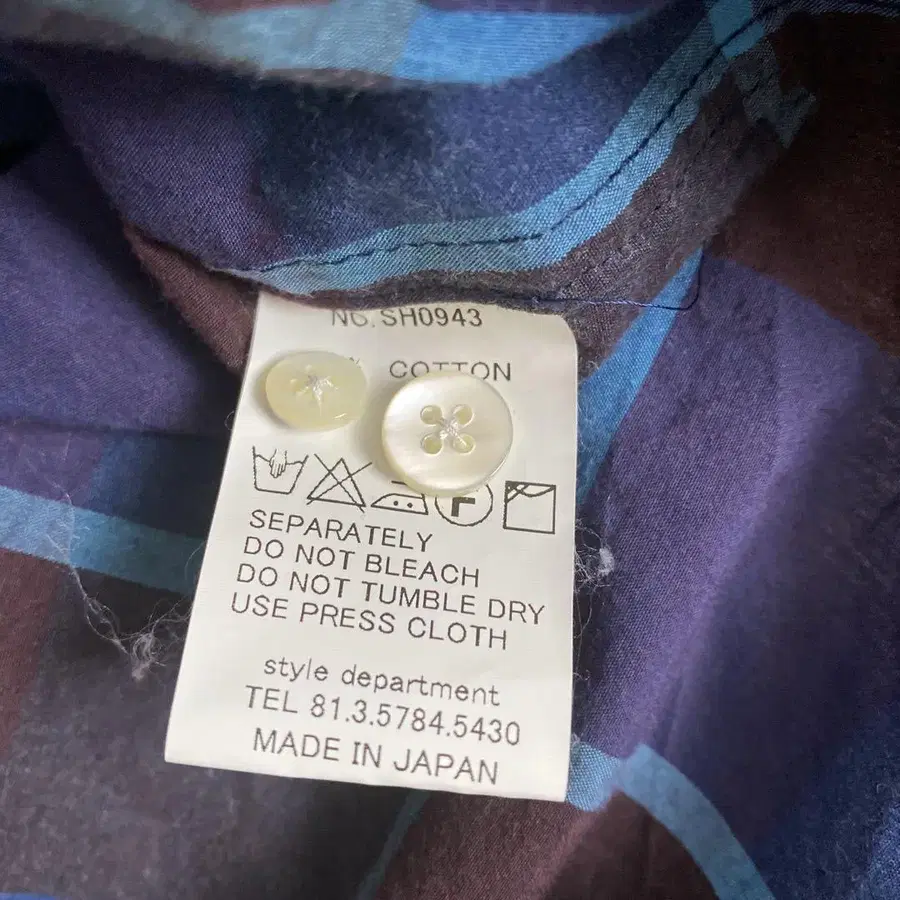 NO. SH0943
COTTON
F
SEPARATELY
DO NOT BLEACH
DO NOT TUMBLE DRY
USE PRESS CLOTH
style department
TEL 81.3.5784.5430
MADE IN JAPAN